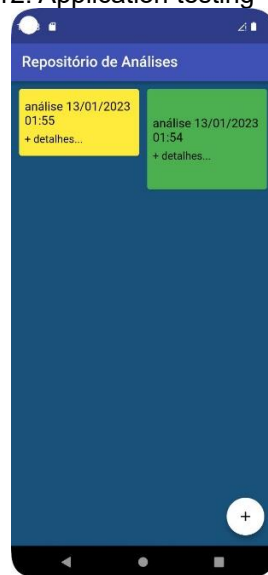 Application testing
Repositório de Análises
análise 13/01/2023
01:55
+ detalhes...
análise 13/01/2023
01:54
+ detalhes...
+